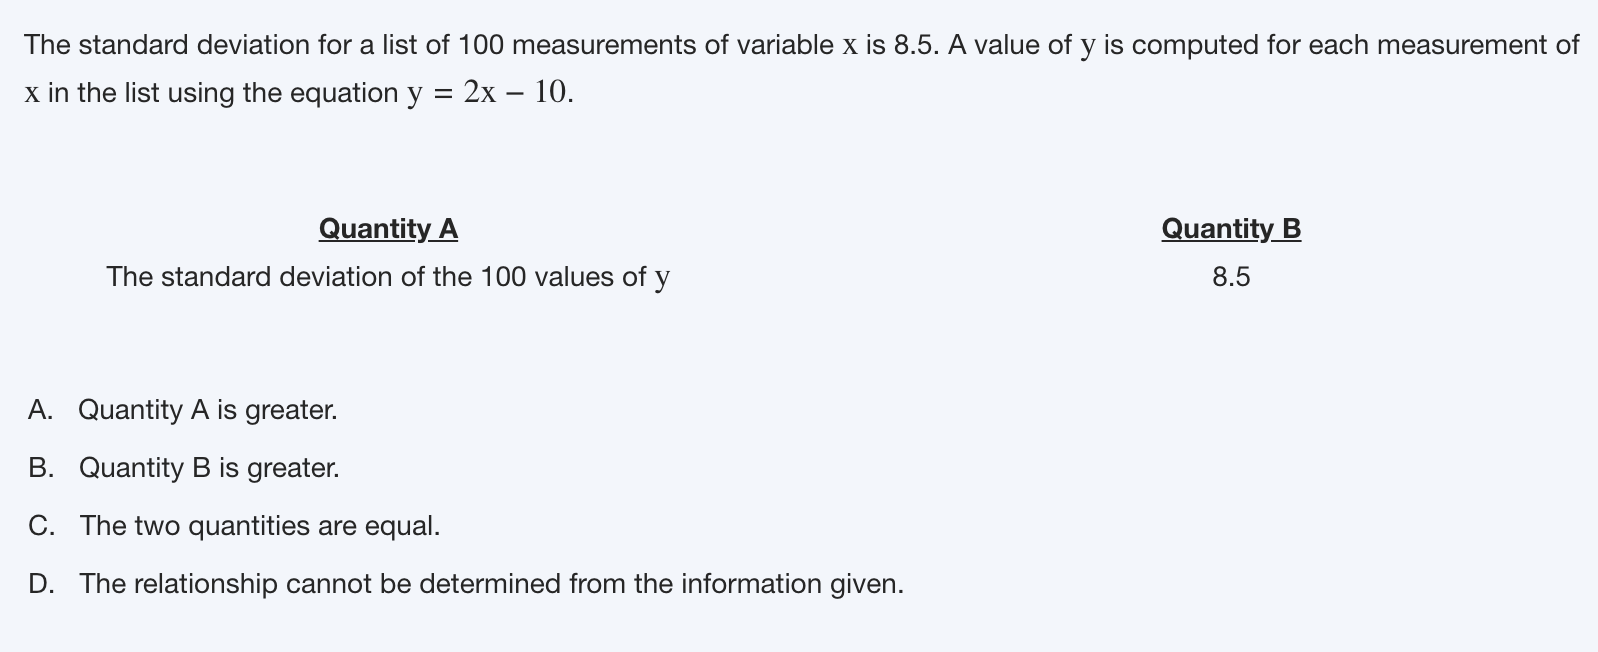 The standard deviation for a list of 100 measurements of variable x is 8.5. A value of y is computed for each measurement of
x in the list using the equation y = 2x − 10.
Quantity A
The standard deviation of the 100 values of y
Quantity B
8.5
A. Quantity A is greater.
B. Quantity B is greater.
C. The two quantities are equal.
D. The relationship cannot be determined from the information given.